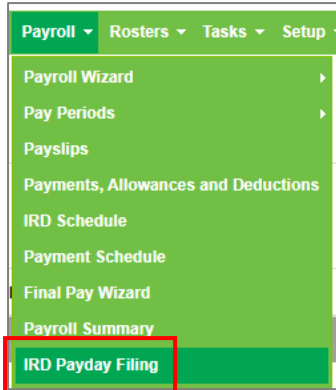 Payroll Rosters Tasks Setup
Payroll Wizard
Pay Periods
Payslips
Payments, Allowances and Deductions
IRD Schedule
Payment Schedule
Final Pay Wizard
Payroll Summary
IRD Payday Filing